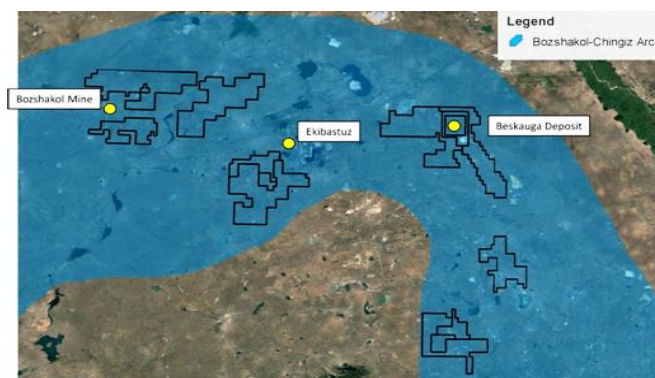 Legend
Bozshakol-Chingiz Arc
Bozshakol Mine
Ekibastuz
Beskauga Deposit